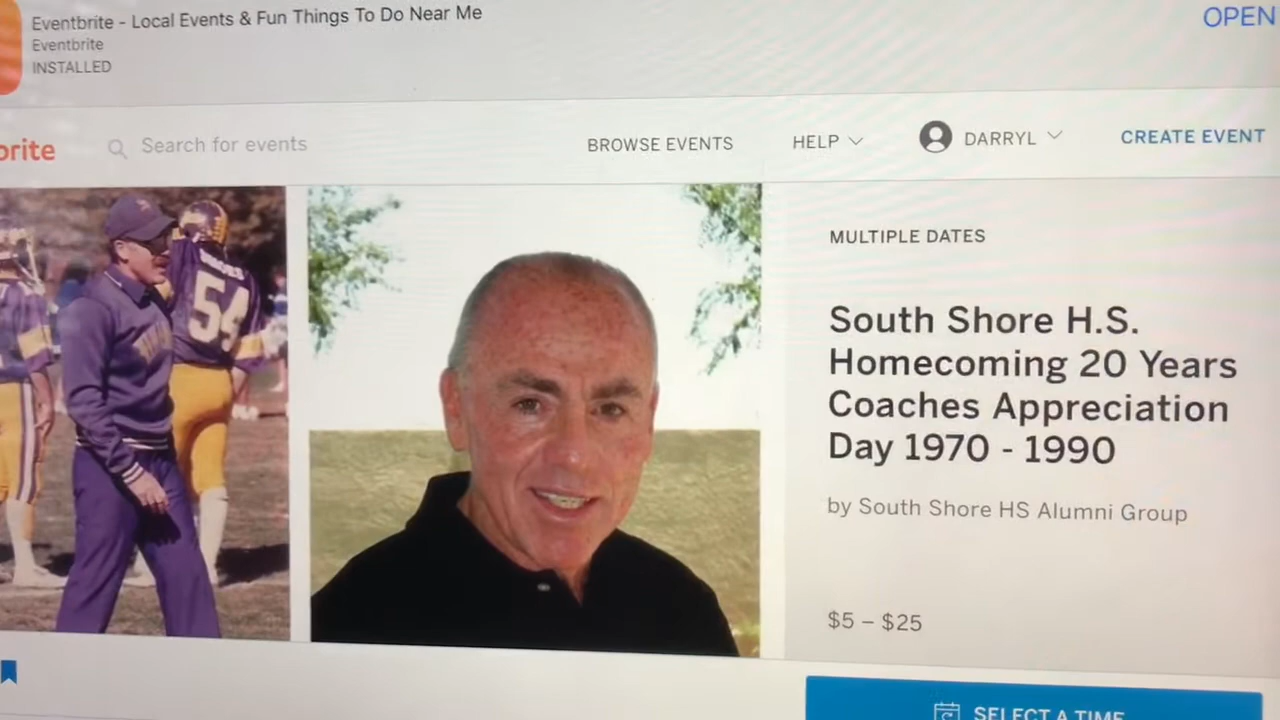 Eventbrite - Local Events & Fun Things To Do Near Me
Eventbrite
INSTALLED
OPEN
brite
Search for events
BROWSE EVENTS
HELP
DARRYL
CREATE EVENT
54
MULTIPLE DATES
South Shore H.S.
Homecoming 20 Years
Coaches Appreciation
Day 1970 - 1990
by South Shore HS Alumni Group
$5 – $25
SELECT A TIME